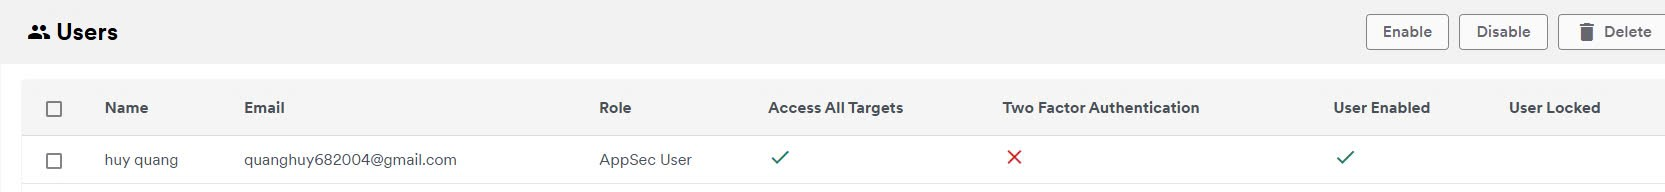 Users Enable Disable Delete
Name Email Role Access All Targets Two Factor Authentication User Enabled User Locked
huy quang quanghuy682004@gmail.com AppSec User